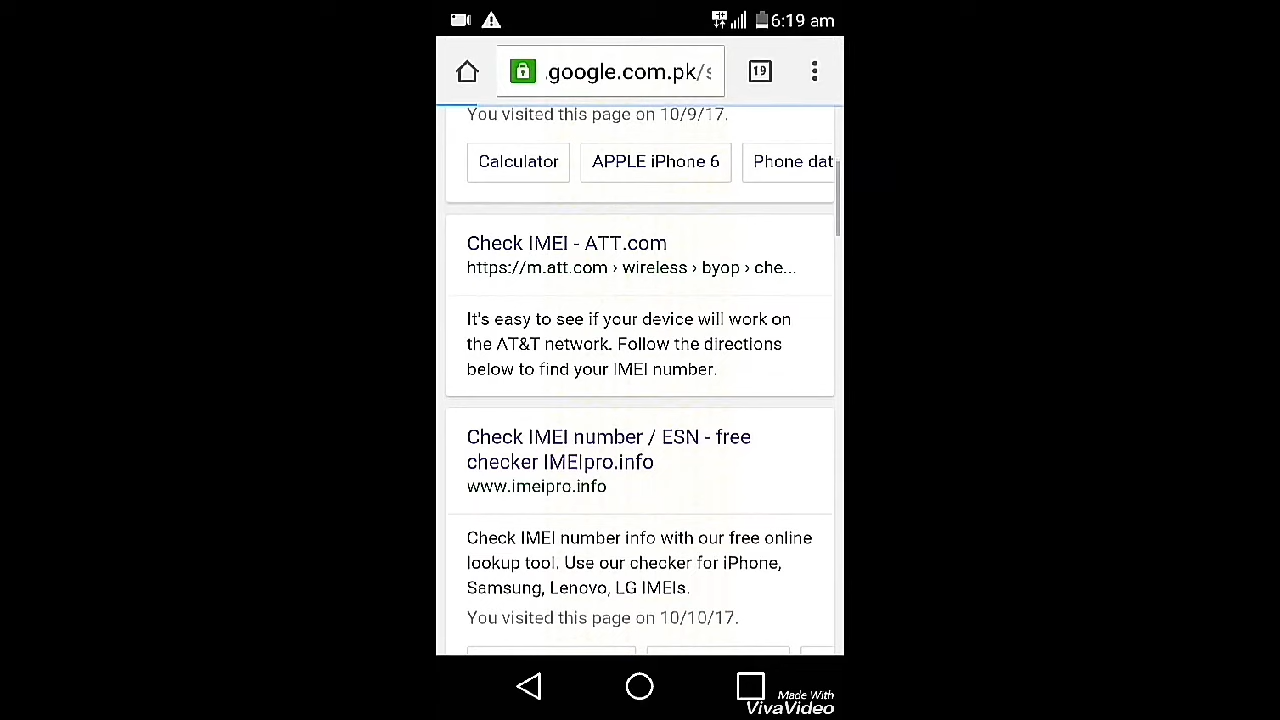 6:19 am
.google.com.pk/s
19
You visited this page on 10/9/17.
Calculator
APPLE iPhone 6
Phone dat
Check IMEI - ATT.com
https://m.att.com › wireless › byop › che...
It's easy to see if your device will work on
the AT&T network. Follow the directions
below to find your IMEI number.
Check IMEI number / ESN - free
checker IMEIpro.info
www.imeipro.info
Check IMEI number info with our free online
lookup tool. Use our checker for iPhone,
Samsung, Lenovo, LG IMEIs.
You visited this page on 10/10/17.
Made With
VivaVideo